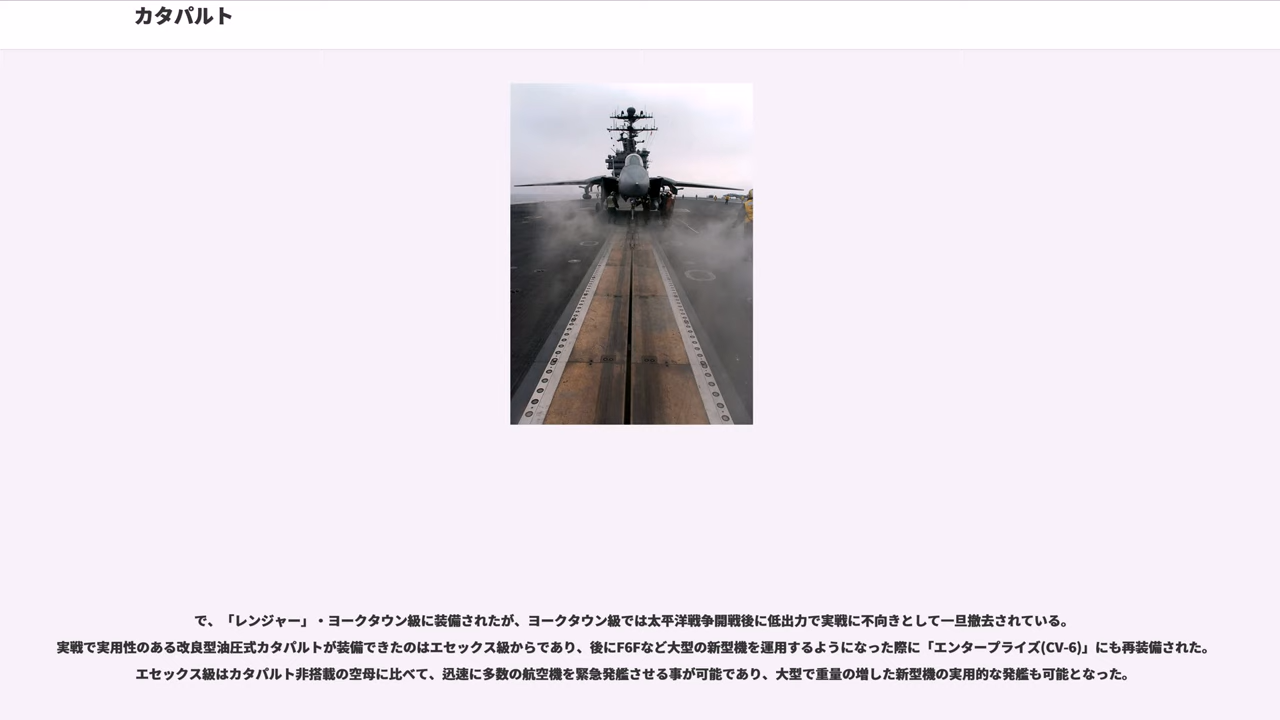 カタパルト
で、「レンジャー」・ヨークタウン級に装備されたが、ヨークタウン級では太平洋戦争開戦後に低出力で実戦に不向きとして一旦撤去されている。
実戦で実用性のある改良型油圧式カタパルトが装備できたのはエセックス級からであり、後にF6Fなど大型の新型機を運用するようになった際に「エンタープライズ(CV-6)」にも再装備された。
エセックス級はカタパルト非搭載の空母に比べて、迅速に多数の航空機を緊急発艦させる事が可能であり、大型で重量の増した新型機の実用的な発艦も可能となった。